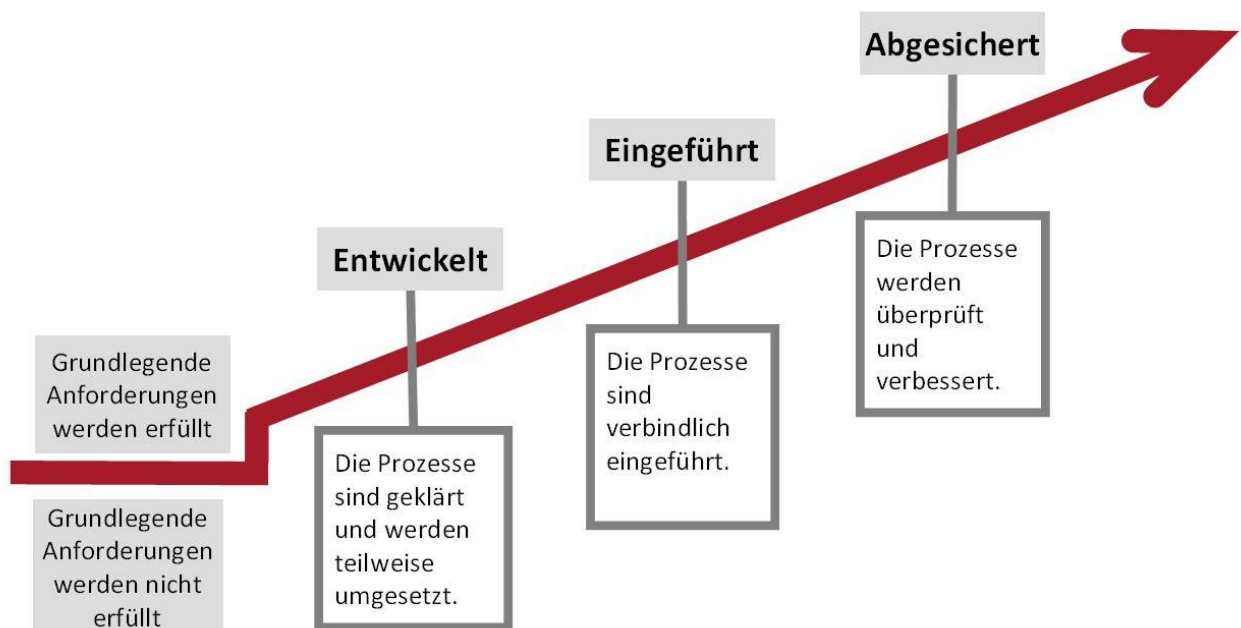 Grundlegende
Anforderungen
werden erfüllt
Grundlegende
Anforderungen
werden nicht
erfüllt
Entwickelt
Die Prozesse
sind geklärt
und werden
teilweise
umgesetzt.
Eingeführt
Die Prozesse
sind
verbindlich
eingeführt.
Abgesichert
Die Prozesse
werden
überprüft
und
verbessert.